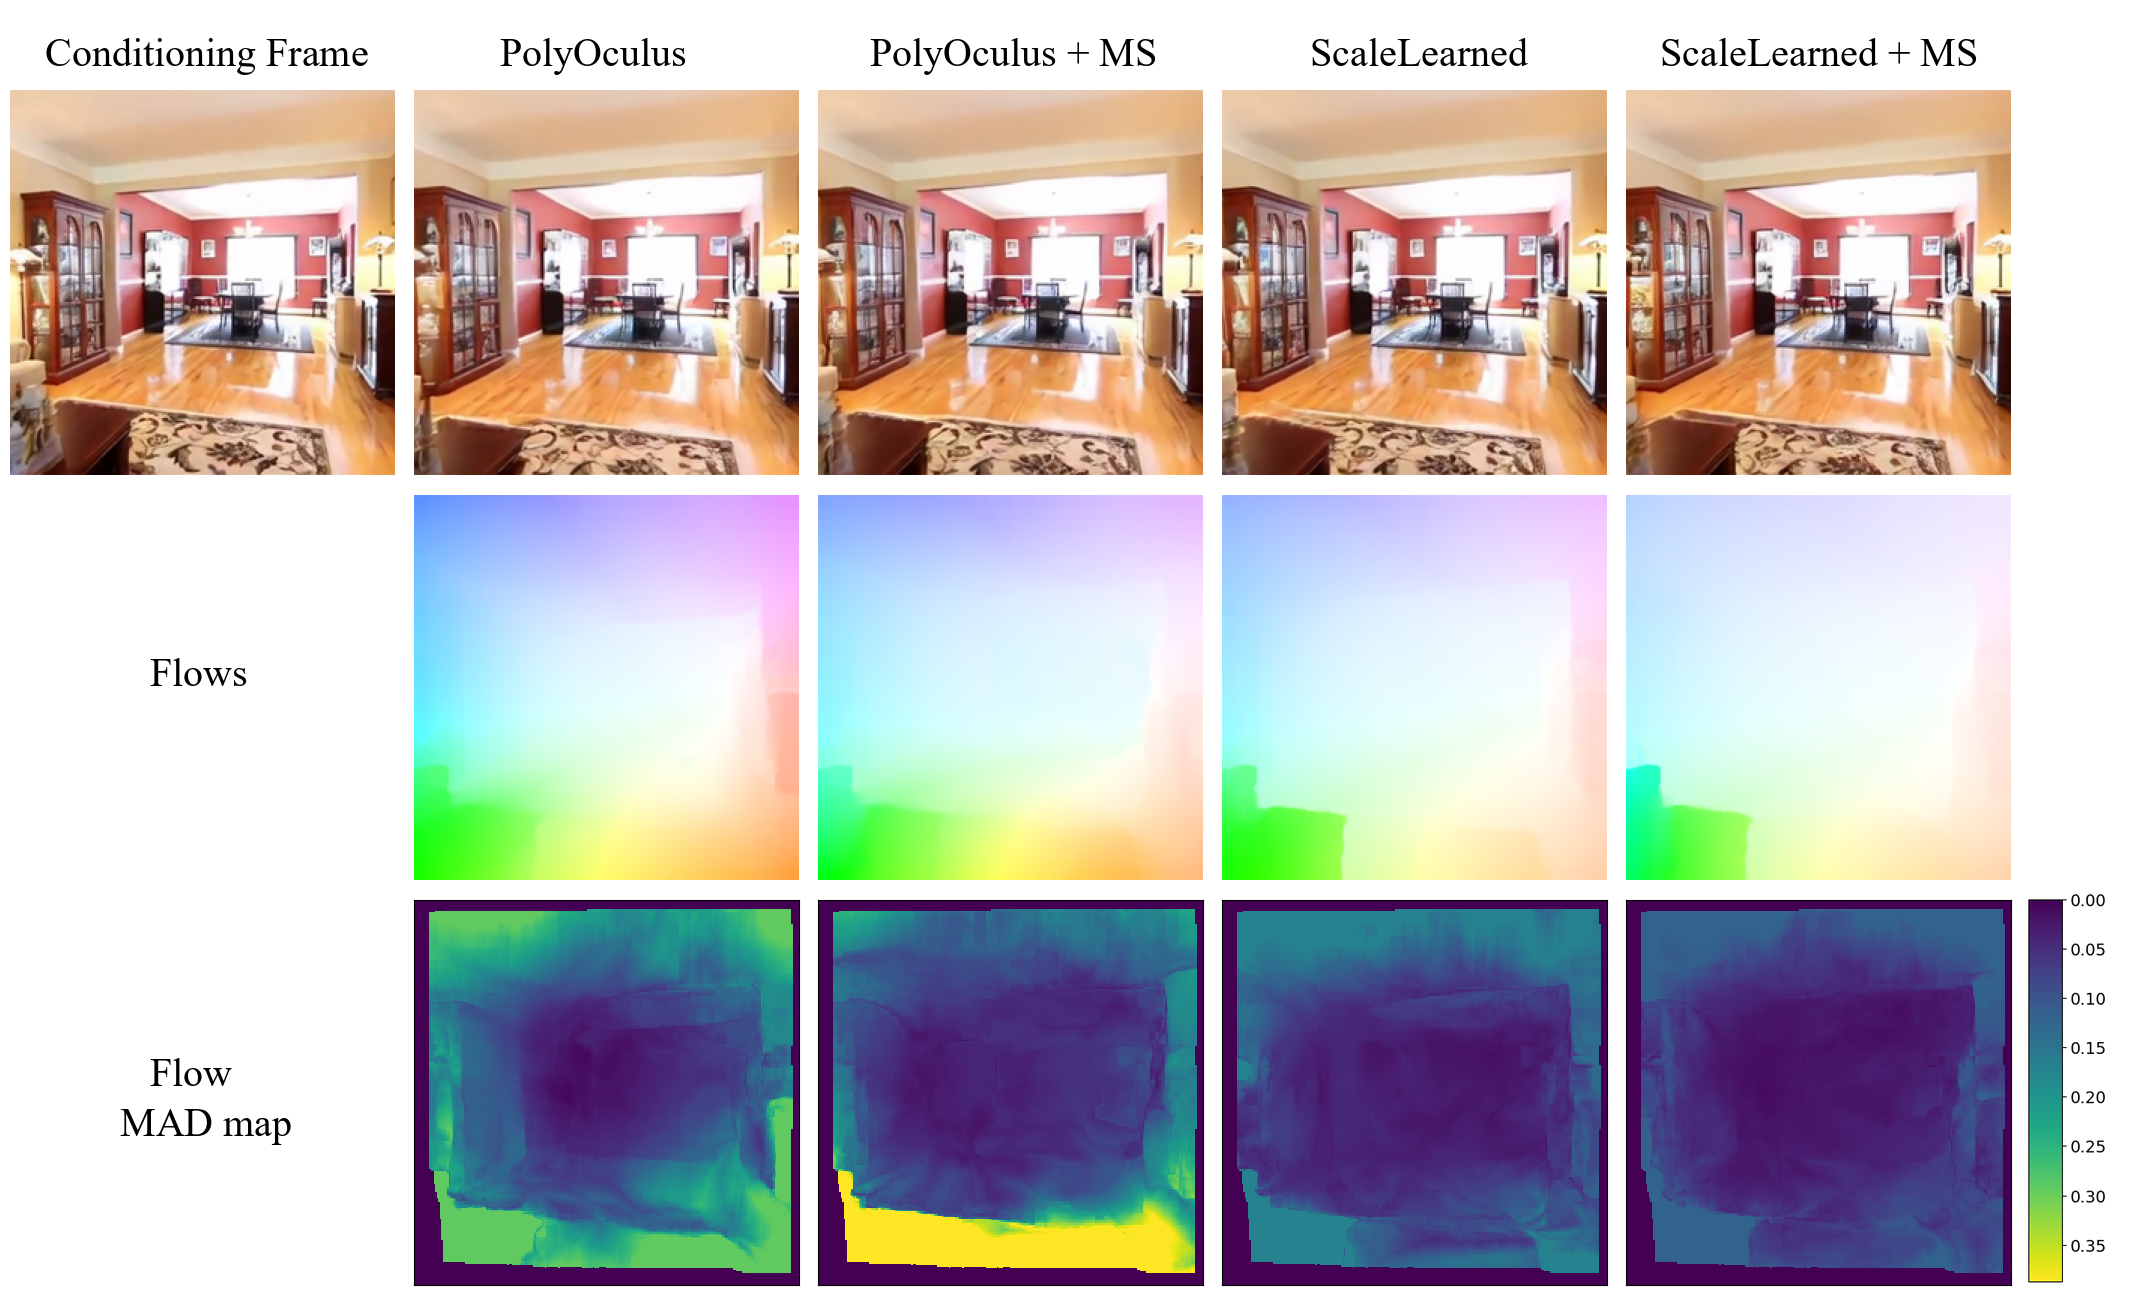 Conditioning Frame
PolyOculus
PolyOculus + MS
ScaleLearned
ScaleLearned + MS
Flows
Flow
MAD map
0.00
0.05
0.10
0.15
0.20
0.25
0.30
0.35